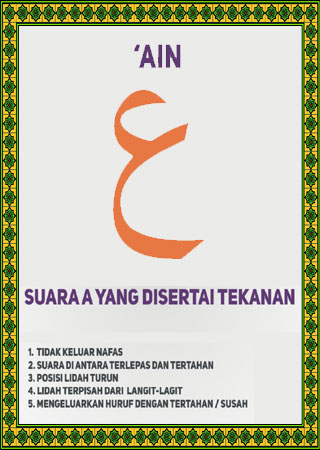 ‘AIN
ع
SUARA A YANG DISERTAI TEKANAN
1. TIDAK KELUAR NAFAS
2. SUARA DI ANTARA TERLEPAS DAN TERTAHAN
3. POSISI LIDAH TURUN
4. LIDAH TERPISAH DARI LANGIT-LAGIT
5. MENGELUARKAN HURUF DENGAN TERTAHAN / SUSAH